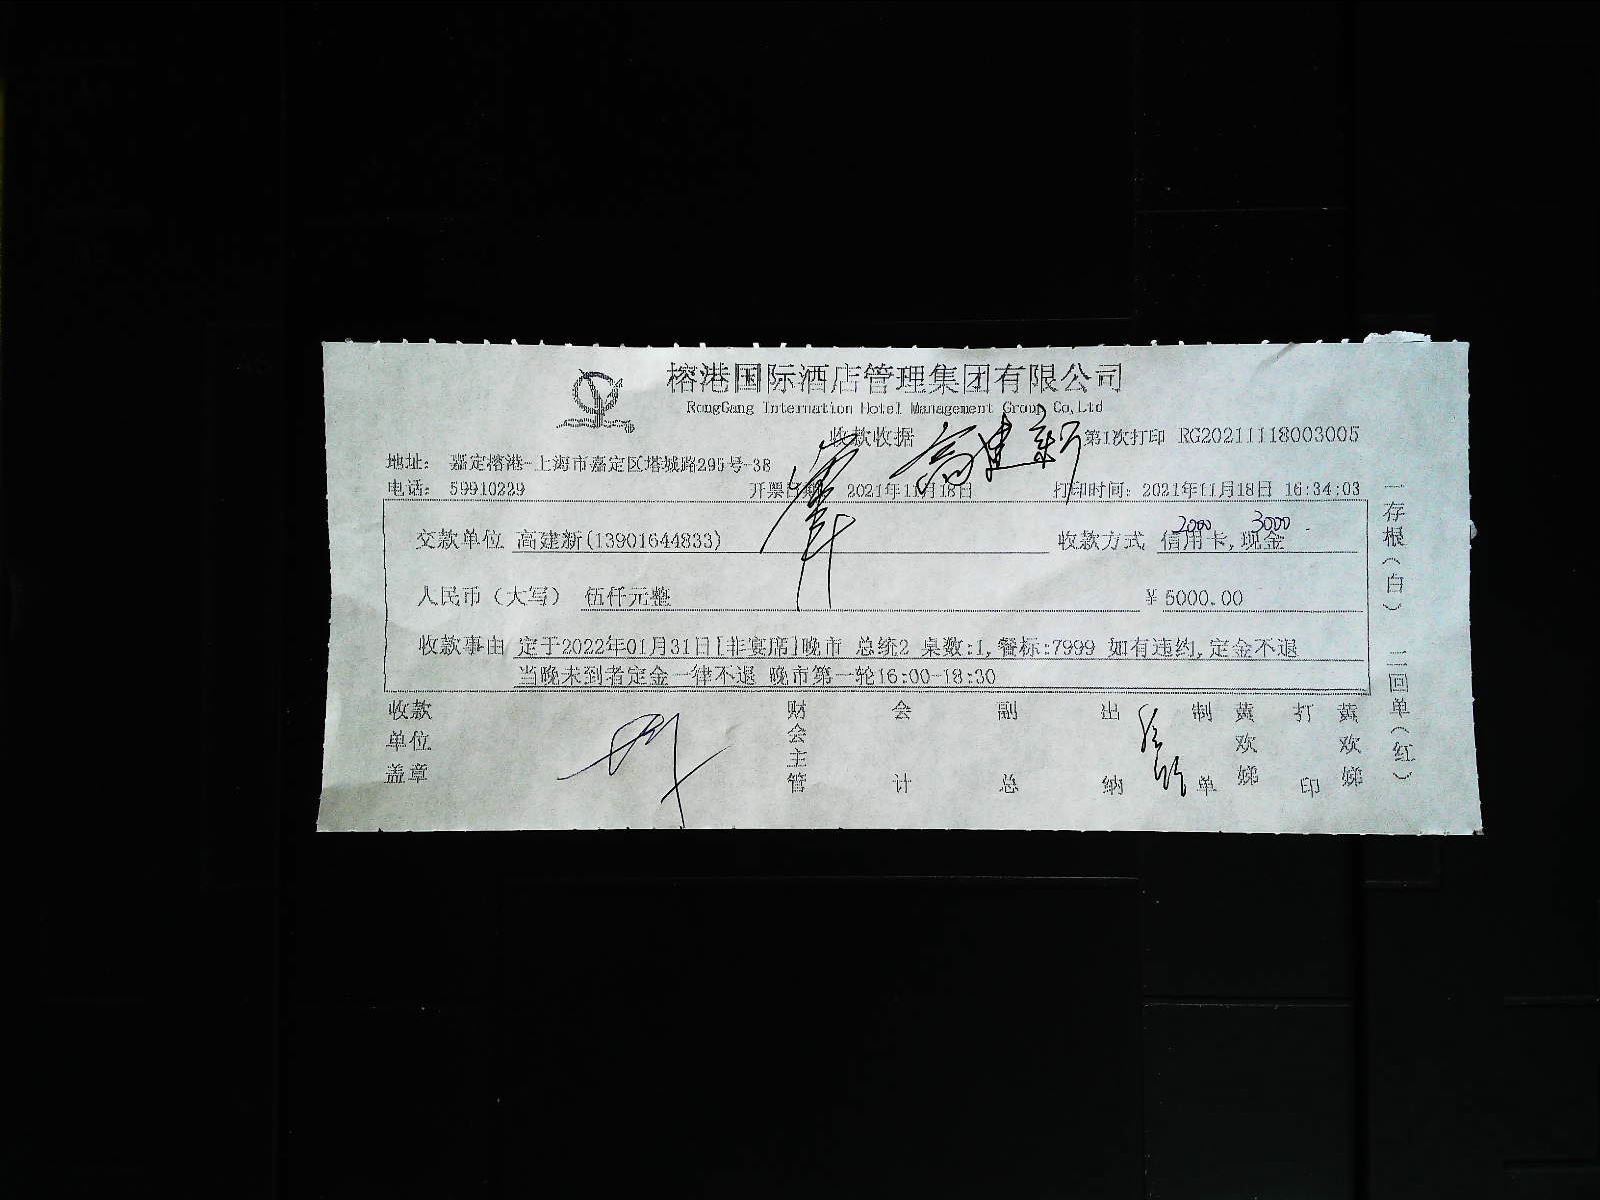 榕港国际酒店管理集团有限公司
RongGang Internation Hotel Management Group Co,Ltd
收款收据 高建新 第1次打印 RG20211118003005
地址: 嘉定榕港-上海市嘉定区塔城路295号-38
电话: 59910229 开票日期 2021年11月18日 打印时间: 2021年11月18日 16:34:03
2000 3000
交款单位 高建新(13901644833) 收款方式 信用卡,现金
人民币（大写） 伍仟元整 ¥5000.00
收款事由 定于2022年01月31日[非宴席]晚市 总统2 桌数:1,餐标:7999 如有违约,定金不退
当晚未到者定金一律不退 晚市第一轮16:00-18:30
收款单位盖章 财会主管 会计 副总 出纳 制单 黄欢娣 打印 黄欢娣
一存根(白) 二回单(红)